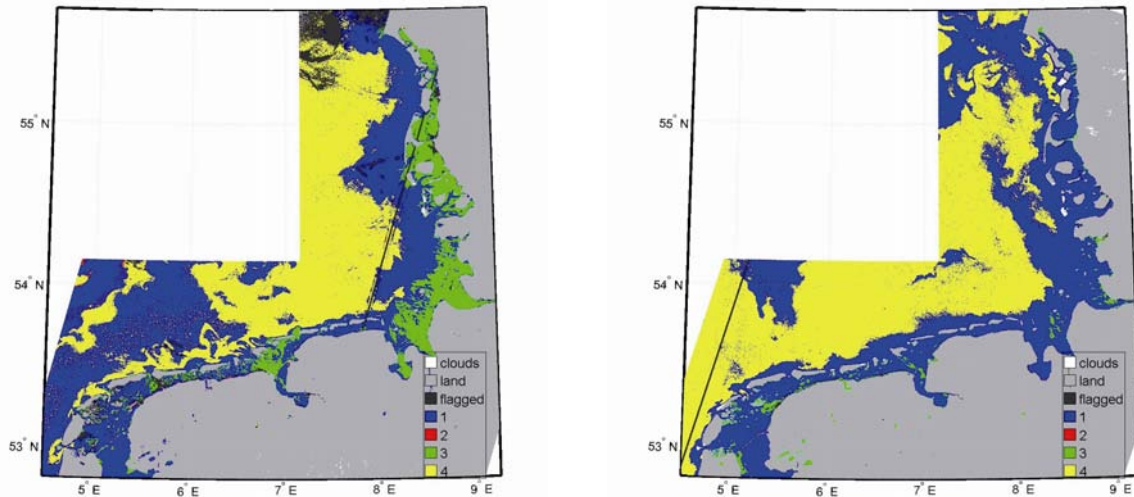 55° N
54° N
53° N
5° E
6° E
7° E
8° E
9° E
clouds
land
flagged
1
2
3
4
55° N
54° N
53° N
5° E
6° E
7° E
8° E
9° E
clouds
land
flagged
1
2
3
4